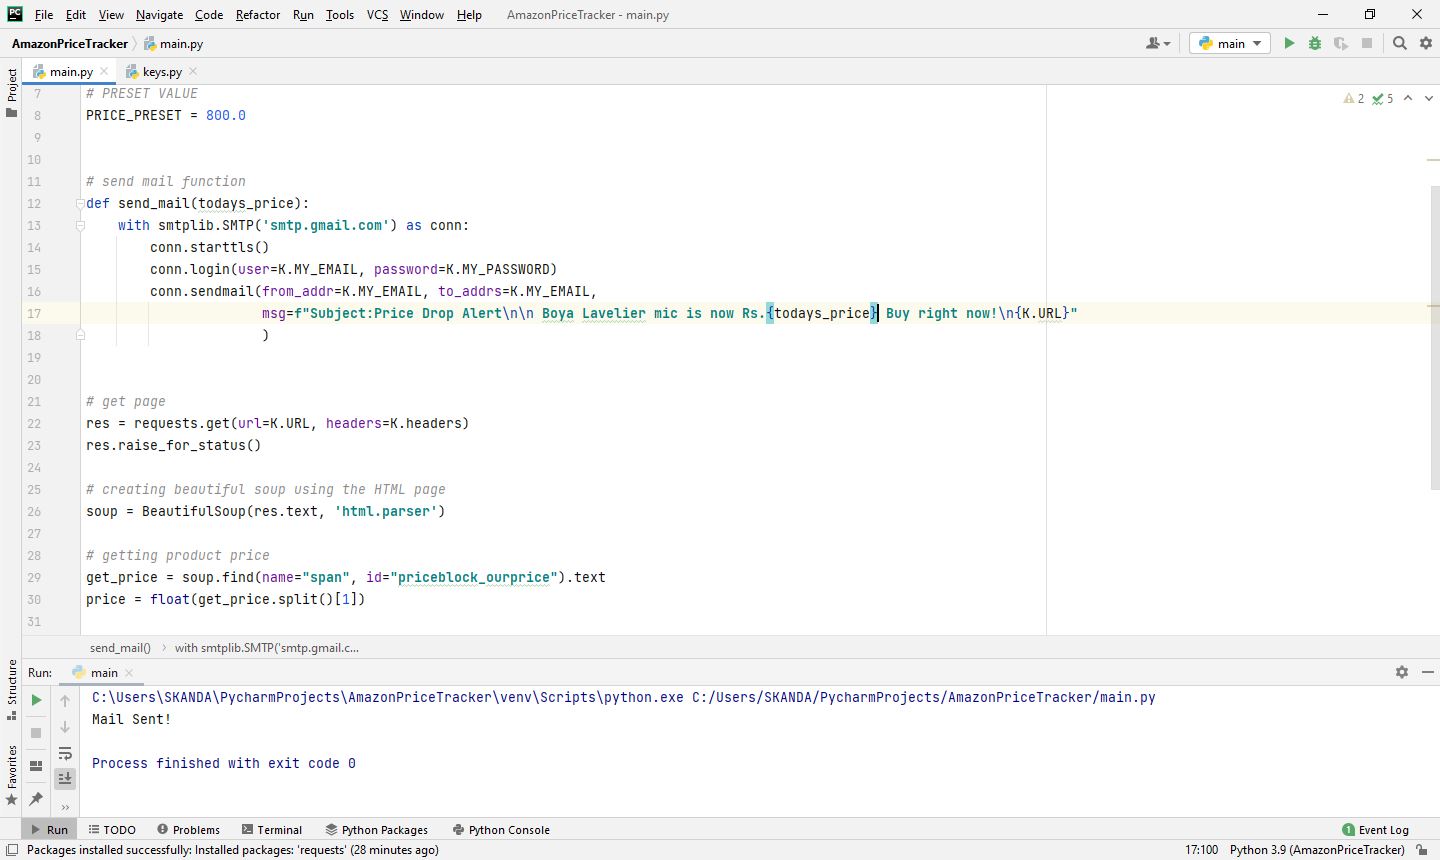 PC File Edit View Navigate Code Refactor Run Tools VCS Window Help AmazonPriceTracker - main.py
AmazonPriceTracker main.py main
main.py keys.py
Project
7 # PRESET VALUE 2 5
8 PRICE_PRESET = 800.0
9
10
11 # send mail function
12 def send_mail(todays_price):
13 with smtplib.SMTP('smtp.gmail.com') as conn:
14 conn.starttls()
15 conn.login(user=K.MY_EMAIL, password=K.MY_PASSWORD)
16 conn.sendmail(from_addr=K.MY_EMAIL, to_addrs=K.MY_EMAIL,
17 msg=f"Subject:Price Drop Alert\n\n Boya Lavelier mic is now Rs.{todays_price} Buy right now!\n{K.URL}"
18 )
19
20
21 # get page
22 res = requests.get(url=K.URL, headers=K.headers)
23 res.raise_for_status()
24
25 # creating beautiful soup using the HTML page
26 soup = BeautifulSoup(res.text, 'html.parser')
27
28 # getting product price
29 get_price = soup.find(name="span", id="priceblock_ourprice").text
30 price = float(get_price.split()[1])
31
send_mail() with smtplib.SMTP('smtp.gmail.c...
Run: main
Structure
Favorites
C:\Users\SKANDA\PycharmProjects\AmazonPriceTracker\venv\Scripts\python.exe C:/Users/SKANDA/PycharmProjects/AmazonPriceTracker/main.py
Mail Sent!
Process finished with exit code 0
Run TODO Problems Terminal Python Packages Python Console 1 Event Log
Packages installed successfully: Installed packages: 'requests' (28 minutes ago) 17:100 Python 3.9 (AmazonPriceTracker)